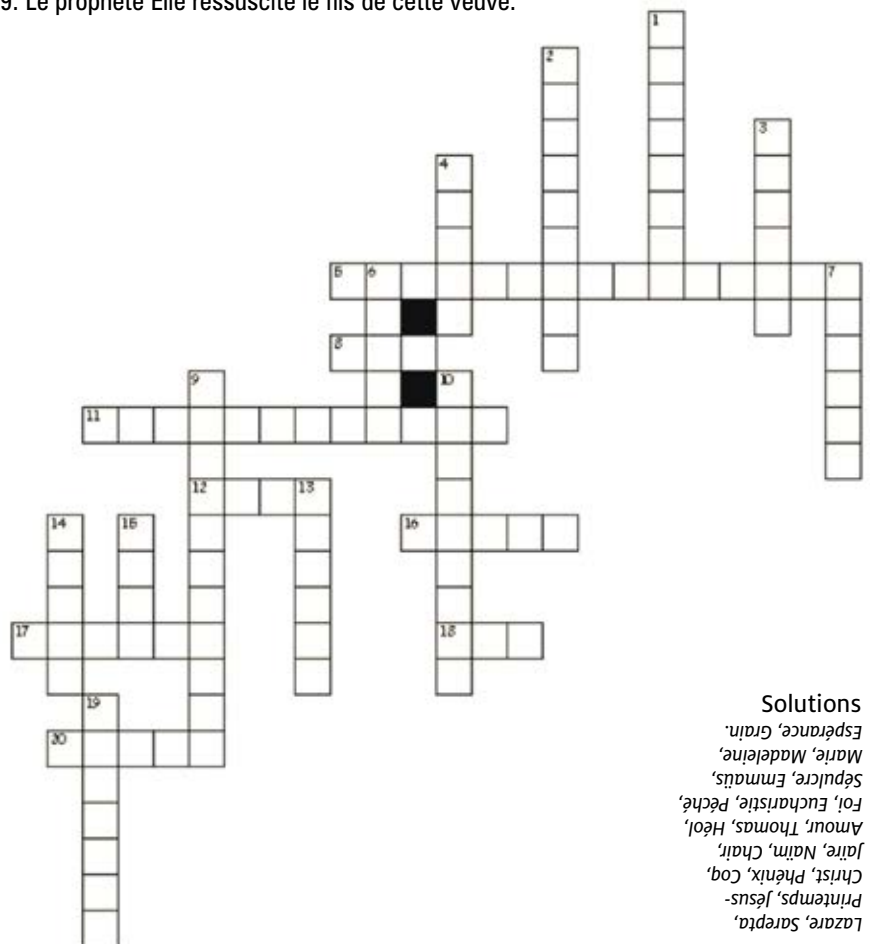 9. Le prophète Elie ressuscite le fils de cette veuve.
1
2
3
4
5 6 7
8
9 10
11
12 13
14 15 16
17 18
19
20
Solutions
Lazare, Sarepta,
Printemps, Jésus-
Christ, Phénix, Coq,
Jaïre, Naïm, Chair,
Amour, Thomas, Héol,
Foi, Eucharistie, Péché,
Sépulcre, Emmaüs,
Marie, Madeleine,
Espérance, Grain.